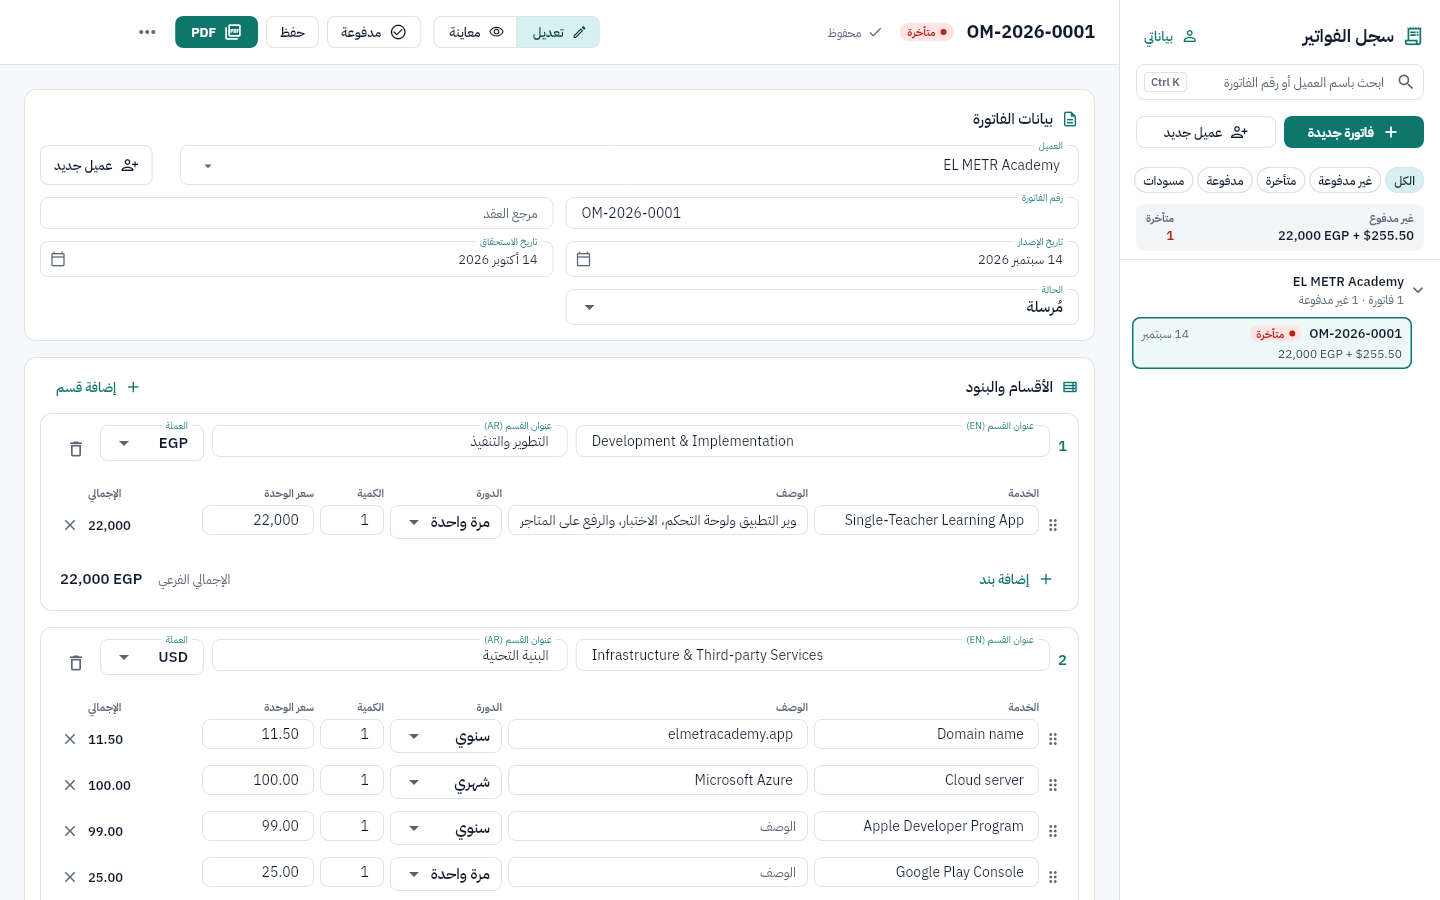 سجل الفواتير
بياناتي
ابحث باسم العميل أو رقم الفاتورة
Ctrl K
فاتورة جديدة
عميل جديد
الكل
غير مدفوعة
متأخرة
مدفوعة
مسودات
غير مدفوع
متأخرة
22,000 EGP + $255.50
1
EL METR Academy
1 فاتورة · 1 غير مدفوعة
OM-2026-0001
متأخرة
14 سبتمبر
22,000 EGP + $255.50
OM-2026-0001
متأخرة
محفوظ
تعديل
معاينة
مدفوعة
حفظ
PDF
بيانات الفاتورة
العميل
EL METR Academy
عميل جديد
رقم الفاتورة
OM-2026-0001
مرجع العقد
تاريخ الإصدار
14 سبتمبر 2026
تاريخ الاستحقاق
14 أكتوبر 2026
الحالة
مُرسلة
الأقسام والبنود
إضافة قسم
1
عنوان القسم (EN)
Development & Implementation
عنوان القسم (AR)
التطوير والتنفيذ
العملة
EGP
الخدمة
الوصف
الدورة
الكمية
سعر الوحدة
الإجمالي
Single-Teacher Learning App
وير التطبيق ولوحة التحكم، الاختبار، والرفع على المتاجر
مرة واحدة
1
22,000
22,000
إضافة بند
الإجمالي الفرعي
22,000 EGP
2
عنوان القسم (EN)
Infrastructure & Third-party Services
عنوان القسم (AR)
البنية التحتية
العملة
USD
الخدمة
الوصف
الدورة
الكمية
سعر الوحدة
الإجمالي
Domain name
elmetracademy.app
سنوي
1
11.50
11.50
Cloud server
Microsoft Azure
شهري
1
100.00
100.00
Apple Developer Program
الوصف
سنوي
1
99.00
99.00
Google Play Console
الوصف
مرة واحدة
1
25.00
25.00